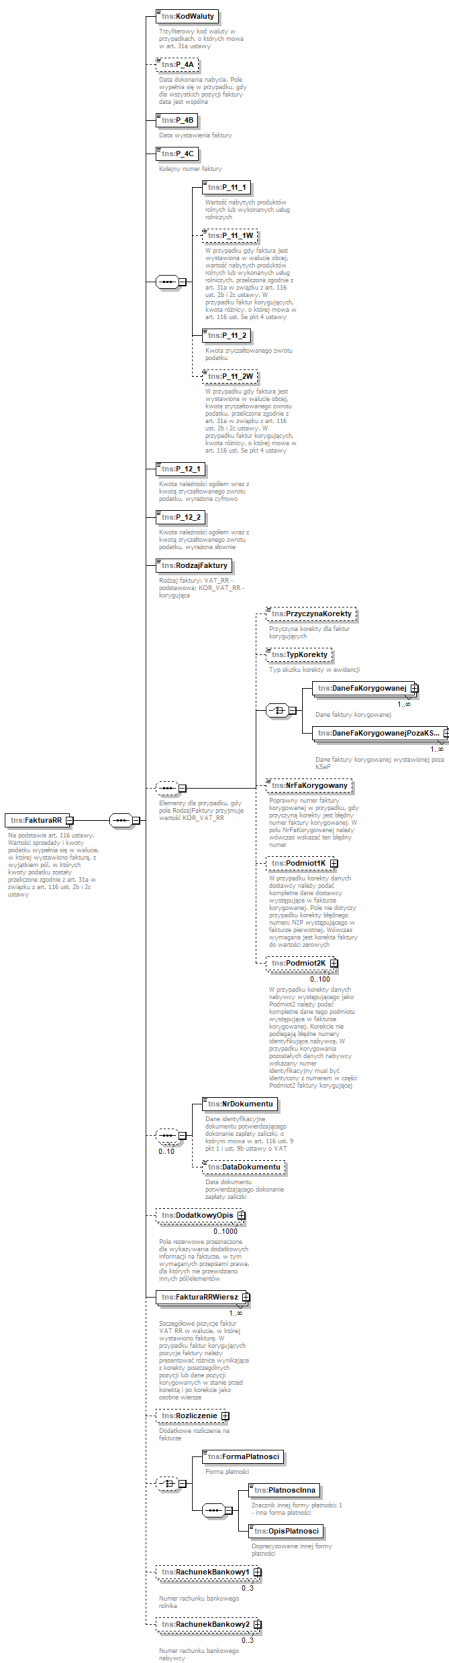 tns:KodWaluty
Trzyliterowy kod waluty w
przypadkach, o których mowa
w art. 31a ustawy
tns:P_4A
Data dokonania nabycia. Pole
wypełnia się w przypadku, gdy
dla wszystkich pozycji faktury
data jest wspólna
tns:P_4B
Data wystawienia faktury
tns:P_4C
Kolejny numer faktury
tns:P_11_1
Wartość nabytych produktów
rolnych lub wykonanych usług
rolniczych
tns:P_11_1W
W przypadku gdy faktura jest
wystawiona w walucie obcej,
wartość nabytych produktów
rolnych lub wykonanych usług
rolniczych, przeliczona zgodnie z
art. 31a w związku z art. 116
ust. 2b i 2c ustawy. W
przypadku faktur korygujących,
kwota różnicy, o której mowa w
art. 116 ust. 5e pkt 4 ustawy
tns:P_11_2
Kwota zryczałtowanego zwrotu
podatku
tns:P_11_2W
W przypadku gdy faktura jest
wystawiona w walucie obcej,
kwota zryczałtowanego zwrotu
podatku, przeliczona zgodnie z
art. 31a w związku z art. 116
ust. 2b i 2c ustawy. W
przypadku faktur korygujących,
kwota różnicy, o której mowa w
art. 116 ust. 5e pkt 4 ustawy
tns:P_12_1
Kwota należności ogółem wraz z
kwotą zryczałtowanego zwrotu
podatku, wyrażona cyfrowo
tns:P_12_2
Kwota należności ogółem wraz z
kwotą zryczałtowanego zwrotu
podatku, wyrażona słownie
tns:RodzajFaktury
Rodzaj faktury: VAT_RR -
podstawowa; KOR_VAT_RR -
korygująca
tns:PrzyczynaKorekty
Przyczyna korekty dla faktur
korygujących
tns:TypKorekty
Typ skutku korekty w ewidencji
tns:DaneFaKorygowanej
1..∞
Dane faktury korygowanej
tns:DaneFaKorygowanejPozaKS...
1..∞
Dane faktury korygowanej wystawionej poza
KSeF
Elementy dla przypadku, gdy
pole RodzajFaktury przyjmuje
wartość KOR_VAT_RR
tns:NrFaKorygowany
Poprawny numer faktury
korygowanej w przypadku, gdy
przyczyną korekty jest błędny
numer faktury korygowanej. W
polu NrFaKorygowanej należy
wówczas wskazać ten błędny
numer
tns:FakturaRR
Na podstawie art. 116 ustawy.
Wartości sprzedaży i kwoty
podatku wypełnia się w walucie,
w której wystawiono fakturę, z
wyjątkiem pól, w których
kwoty podatku zostały
przeliczone zgodnie z art. 31a w
związku z art. 116 ust. 2b i 2c
ustawy
tns:Podmiot1K
W przypadku korekty danych
dostawcy należy podać
kompletne dane dostawcy
występujące w fakturze
korygowanej. Pole nie dotyczy
przypadku korekty błędnego
numeru NIP występującego w
fakturze pierwotnej. Wówczas
wymagana jest korekta faktury
do wartości zerowych
tns:Podmiot2K
0..100
W przypadku korekty danych
nabywcy występującego jako
Podmiot2 należy podać
kompletne dane tego podmiotu
występujące w fakturze
korygowanej. Korekcie nie
podlegają błędne numery
identyfikujące nabywcę. W
przypadku korygowania
pozostałych danych nabywcy
wskazany numer
identyfikacyjny musi być
identyczny z numerem w części
Podmiot2 faktury korygującej
tns:NrDokumentu
Dane identyfikacyjne
dokumentu potwierdzającego
dokonanie zapłaty zaliczki, o
którym mowa w art. 116 ust. 9
pkt 1 i ust. 9b ustawy o VAT
0..10
tns:DataDokumentu
Data dokumentu
potwierdzającego dokonanie
zapłaty zaliczki
tns:DodatkowyOpis
0..1000
Pola rezerwowe przeznaczone
dla wykazywania dodatkowych
informacji na fakturze, w tym
wymaganych przepisami prawa,
dla których nie przewidziano
innych pól/elementów
tns:FakturaRRWiersz
1..∞
Szczegółowe pozycje faktur
VAT RR w walucie, w której
wystawiono fakturę. W
przypadku faktur korygujących
pozycje faktury należy
prezentować różnice wynikające
z korekty poszczególnych
pozycji lub dane pozycji
korygowanych w stanie przed
korektą i po korekcie jako
osobne wiersze
tns:Rozliczenie
Dodatkowe rozliczenia na
fakturze
tns:FormaPlatnosci
Forma płatności
tns:PlatnoscInna
Znacznik innej formy płatności: 1
- inna forma płatności
tns:OpisPlatnosci
Doprecyzowanie innej formy
płatności
tns:RachunekBankowy1
0..3
Numer rachunku bankowego
rolnika
tns:RachunekBankowy2
0..3
Numer rachunku bankowego
nabywcy